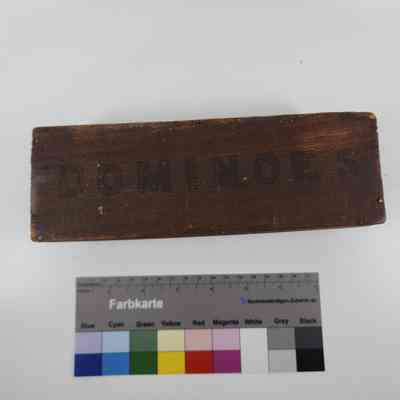 DOMINOES
Farbkarte
Blue Cyan Green Yellow Red Magenta White Grey Black